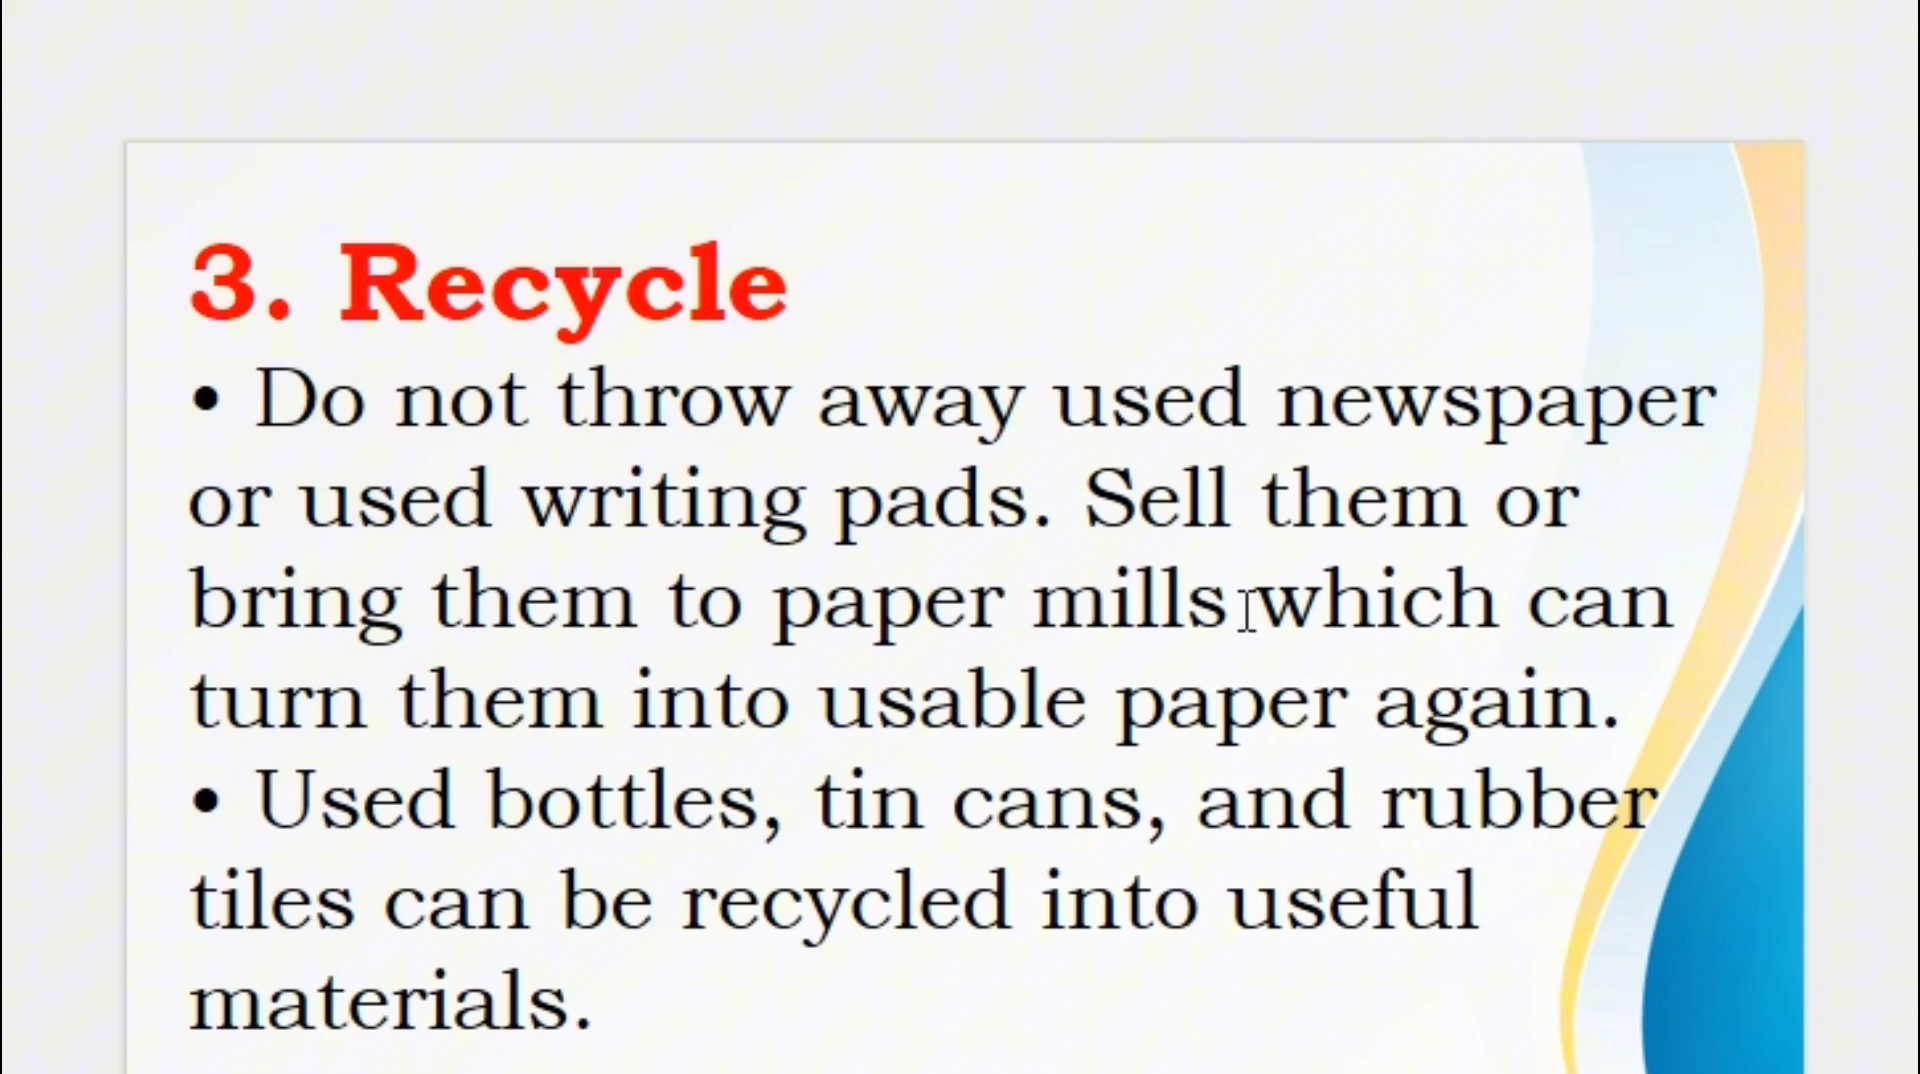 3. Recycle
• Do not throw away used newspaper
or used writing pads. Sell them or
bring them to paper mills which can
turn them into usable paper again.
• Used bottles, tin cans, and rubber
tiles can be recycled into useful
materials.